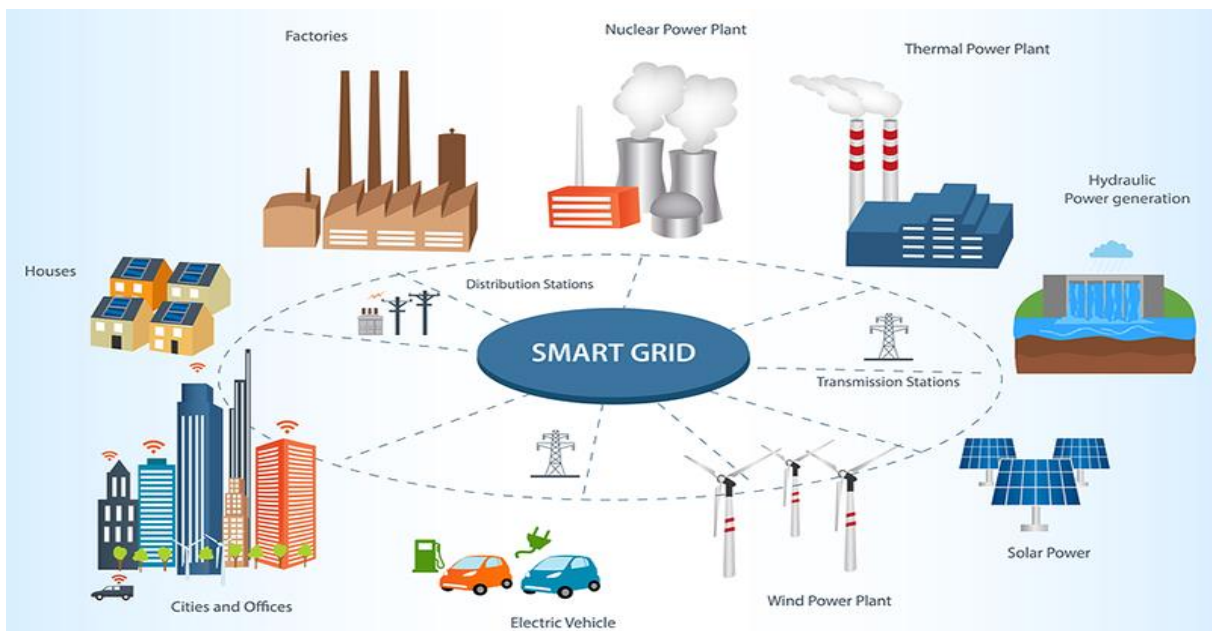 Factories
Nuclear Power Plant
Thermal Power Plant
Hydraulic
Power generation
Houses
Distribution Stations
SMART GRID
Transmission Stations
Solar Power
Cities and Offices
Electric Vehicle
Wind Power Plant